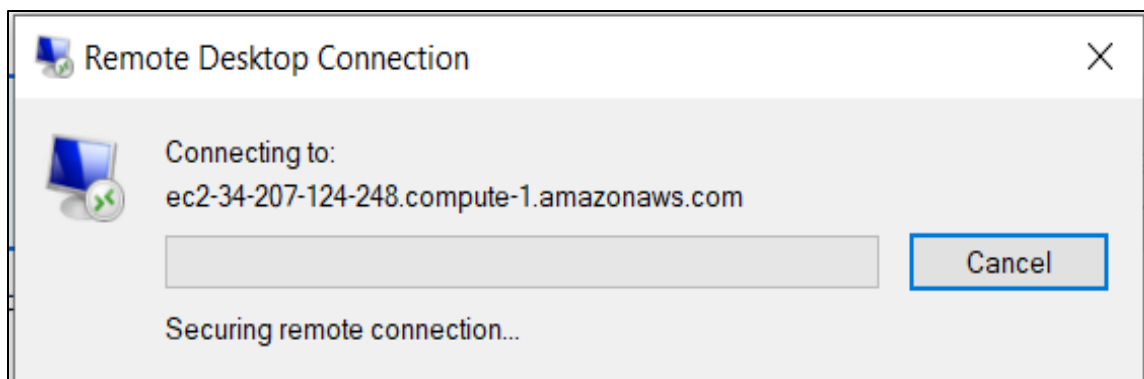 Remote Desktop Connection
Connecting to:
ec2-34-207-124-248.compute-1.amazonaws.com
Cancel
Securing remote connection...